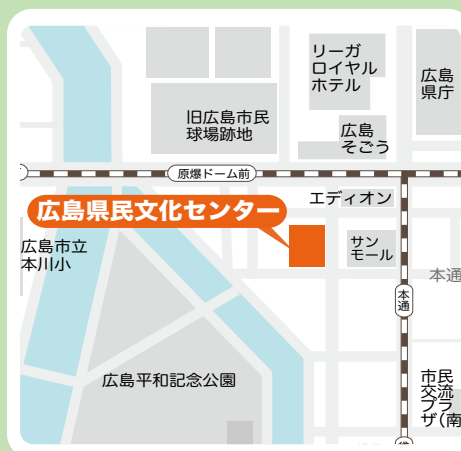 リーガ
ロイヤル
ホテル
広島
県庁
旧広島市民
球場跡地
広島
そごう
原爆ドーム前
エディオン
広島県民文化センター
サン
モール
広島市立
本川小
本通
本通
広島平和記念公園
市民
交流
プラ
ザ(南